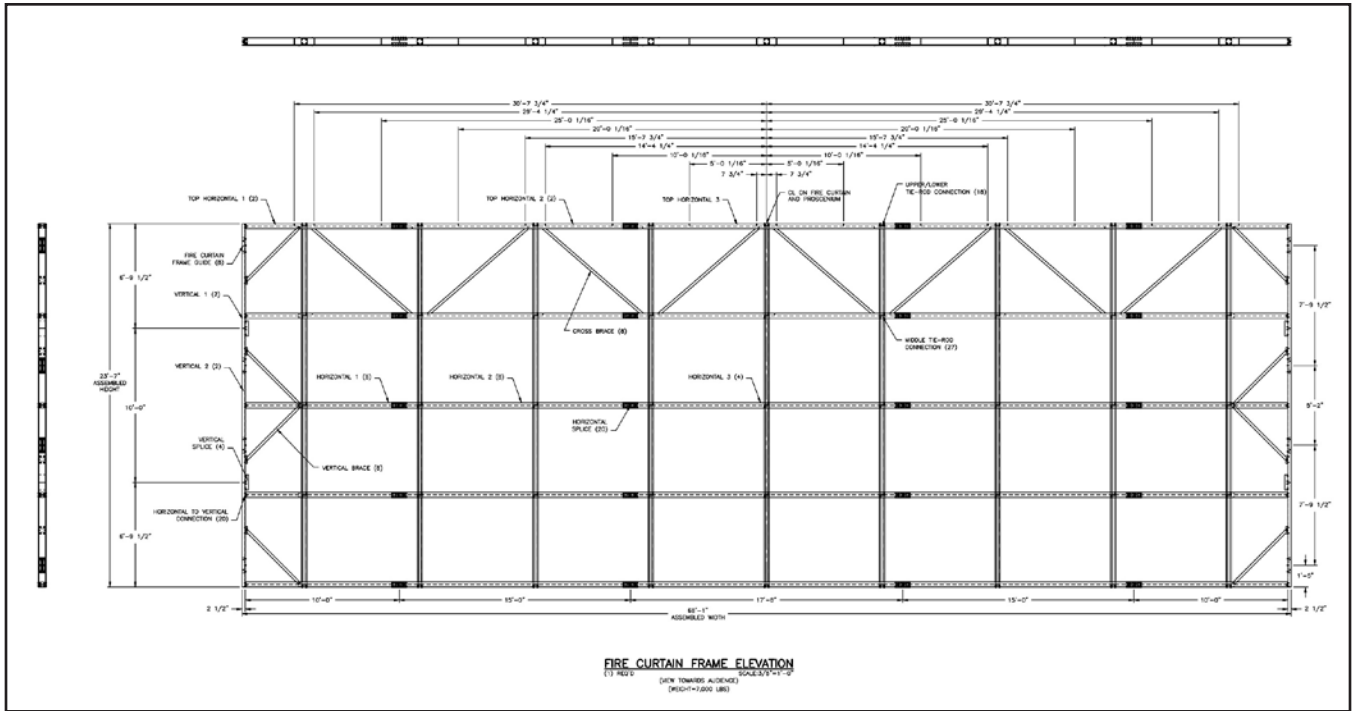 30'-7 3/4" 30'-7 3/4"
29'-4 1/4" 29'-4 1/4"
25'-0 1/16" 25'-0 1/16"
20'-0 1/16" 20'-0 1/16"
15'-7 3/4" 15'-7 3/4"
14'-4 1/4" 14'-4 1/4"
10'-0 1/16" 10'-0 1/16"
5'-0 1/16" 5'-0 1/16"
7 3/4" 7 3/4"
TOP HORIZONTAL 1 (2)
TOP HORIZONTAL 2 (2)
TOP HORIZONTAL 3
CL ON FIRE CURTAIN
AND PROSCENIUM
UPPER/LOWER
TIE-ROD CONNECTION (18)
FIRE CURTAIN
FRAME GUIDE (8)
6'-9 1/2"
7'-9 1/2"
VERTICAL 1 (2)
CROSS BRACE (8)
MIDDLE TIE-ROD
CONNECTION (27)
VERTICAL 2 (2)
23'-7"
ASSEMBLED
HEIGHT
10'-0"
HORIZONTAL 1 (8)
HORIZONTAL 2 (8)
HORIZONTAL 3 (4)
5'-2"
HORIZONTAL
SPLICE (20)
VERTICAL
SPLICE (4)
VERTICAL BRACE (8)
HORIZONTAL TO VERTICAL
CONNECTION (20)
6'-9 1/2"
7'-9 1/2"
2 1/2"
10'-0"
15'-0"
15'-0"
10'-0"
2 1/2"
ASSEMBLED WIDTH
FIRE CURTAIN FRAME ELEVATION
(1) REQ'D SCALE:3/8"=1'-0"
(VIEW TOWARDS AUDIENCE)
(WEIGHT=7,000 LBS)